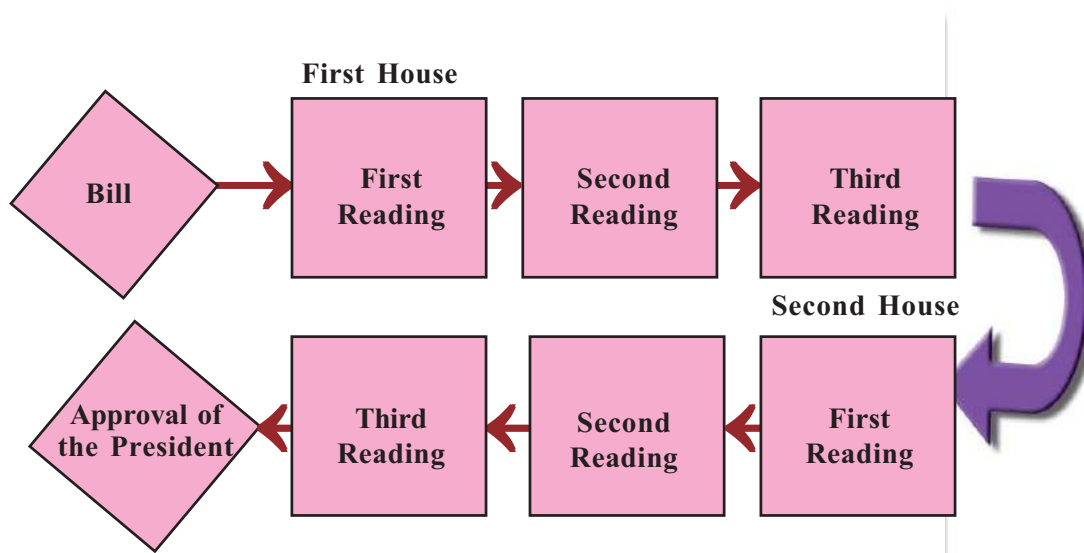 First House
Bill
First
Reading
Second
Reading
Third
Reading
Second House
First
Reading
Second
Reading
Third
Reading
Approval of
the President